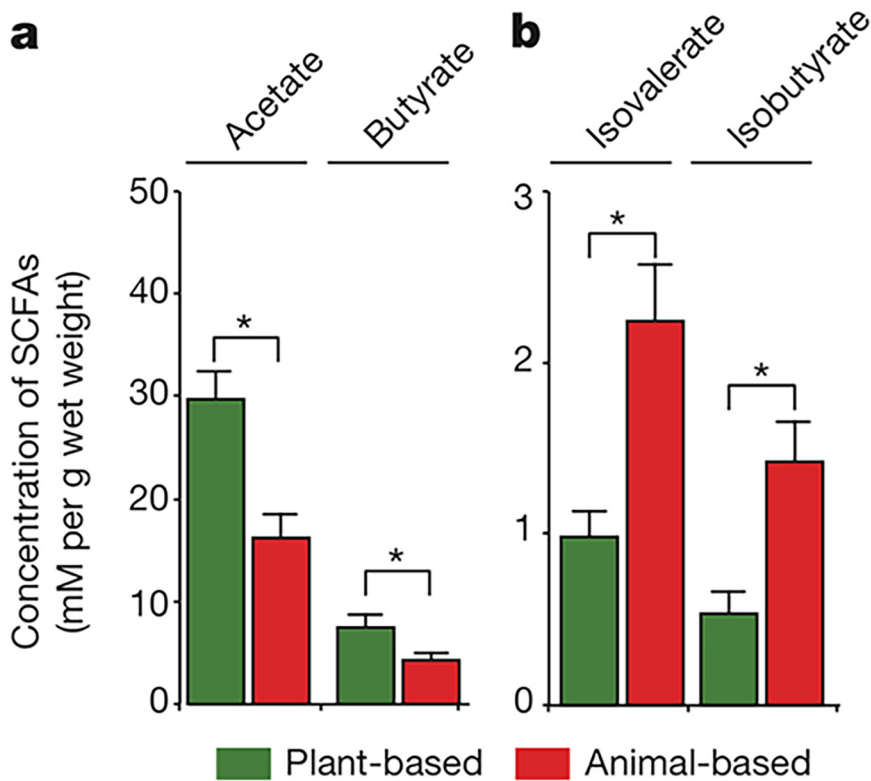 a
Acetate
Butyrate
b
Isovalerate
Isobutyrate
Concentration of SCFAs
(mM per g wet weight)
50
40
30
20
10
0
*
*
3
2
1
0
*
*
Plant-based
Animal-based